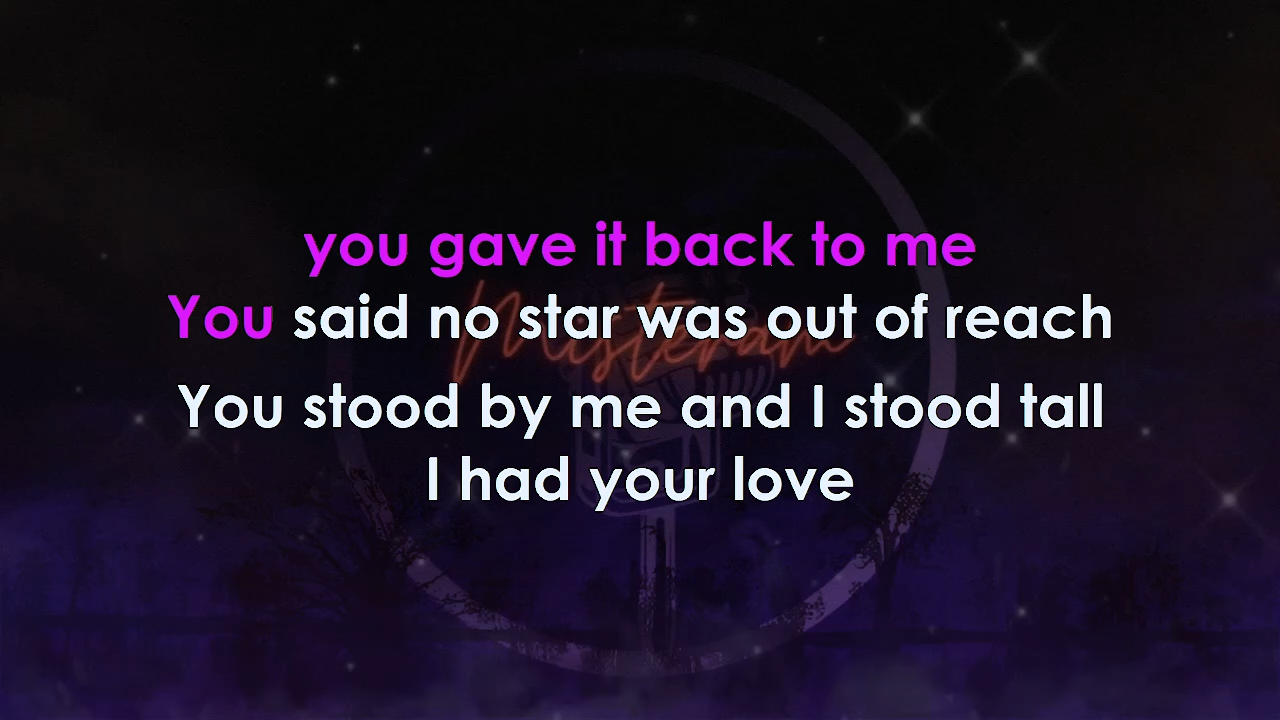 you gave it back to me
You said no star was out of reach
Misteram
You stood by me and I stood tall
I had your love